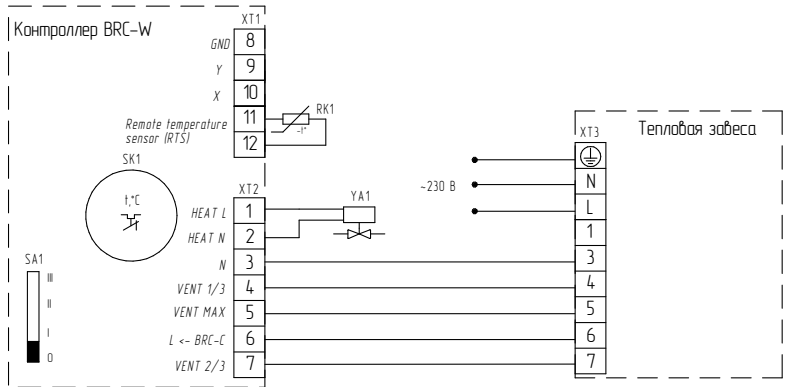 Контроллер BRC-W
XT1
GND 8
Y 9
X 10
Remote temperature sensor (RTS)
11
12
RK1
-t°
SK1
t,°C
SA1
III
II
I
0
XT2
HEAT L 1
HEAT N 2
N 3
VENT 1/3 4
VENT MAX 5
L <- BRC-C 6
VENT 2/3 7
YA1
~230 В
XT3
Тепловая завеса
N
L
1
3
4
5
6
7